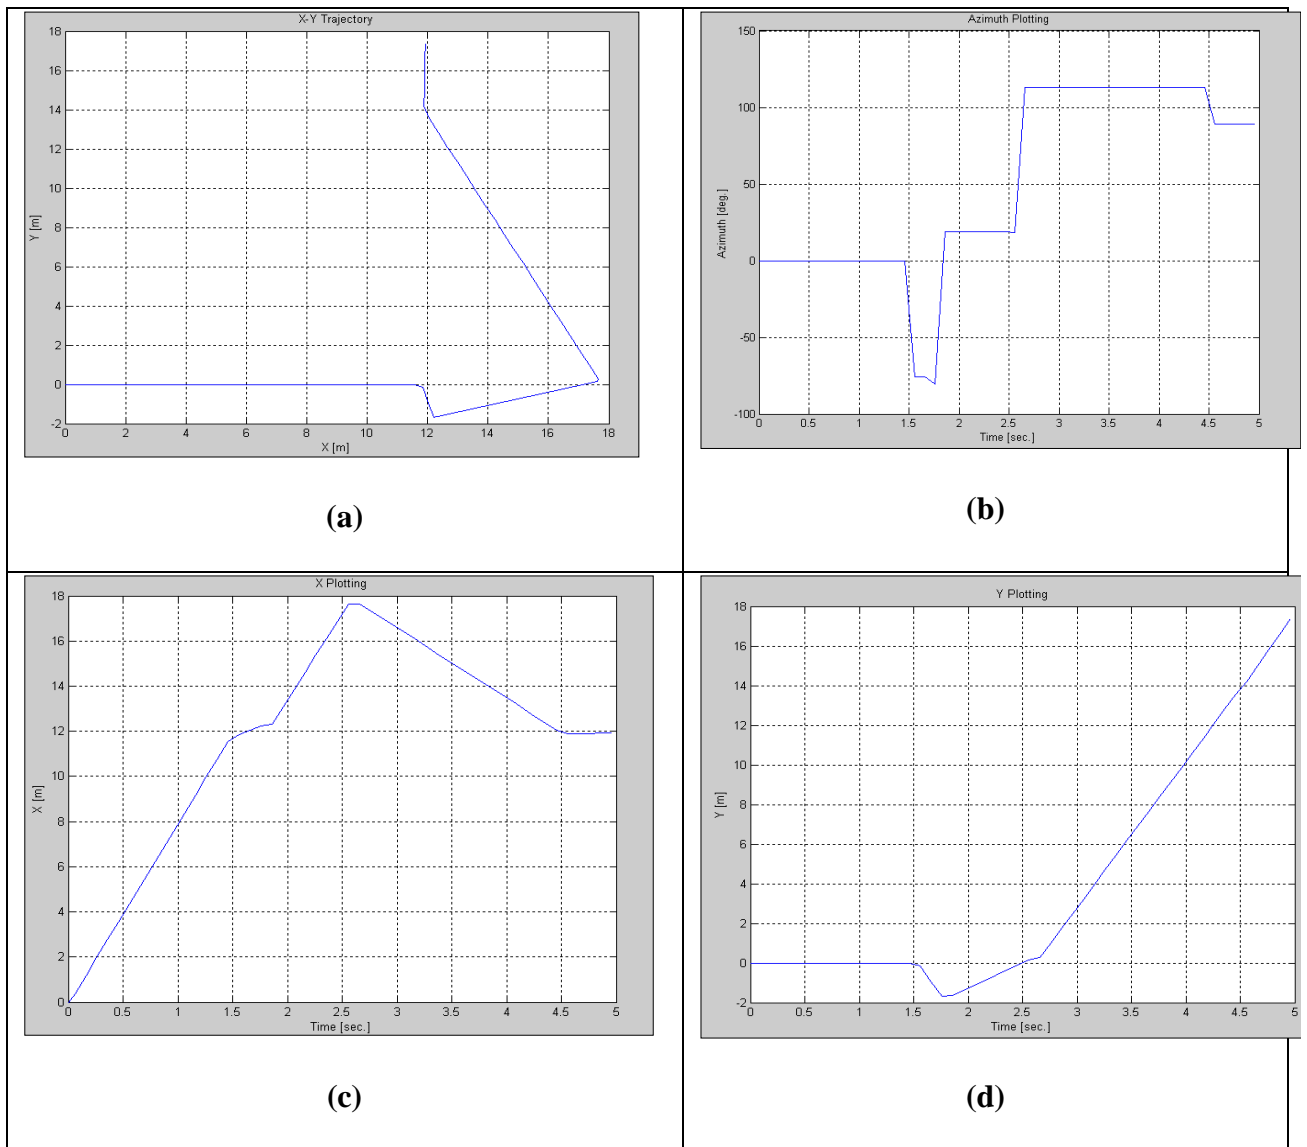 X-Y Trajectory
18
16
14
12
10
8
6
4
2
0
-2
Y [m]
0 2 4 6 8 10 12 14 16 18
X [m]
(a)
Azimuth Plotting
150
100
50
0
-50
-100
Azimuth [deg.]
0 0.5 1 1.5 2 2.5 3 3.5 4 4.5 5
Time [sec.]
(b)
X Plotting
18
16
14
12
10
8
6
4
2
0
X [m]
0 0.5 1 1.5 2 2.5 3 3.5 4 4.5 5
Time [sec.]
(c)
Y Plotting
18
16
14
12
10
8
6
4
2
0
-2
Y [m]
0 0.5 1 1.5 2 2.5 3 3.5 4 4.5 5
Time [sec.]
(d)